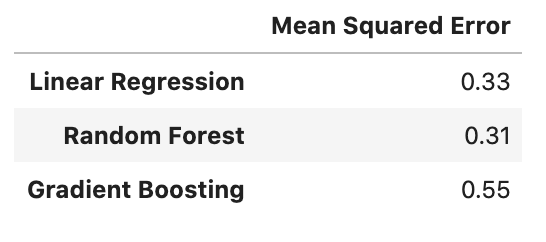 Mean Squared Error
Linear Regression 0.33
Random Forest 0.31
Gradient Boosting 0.55